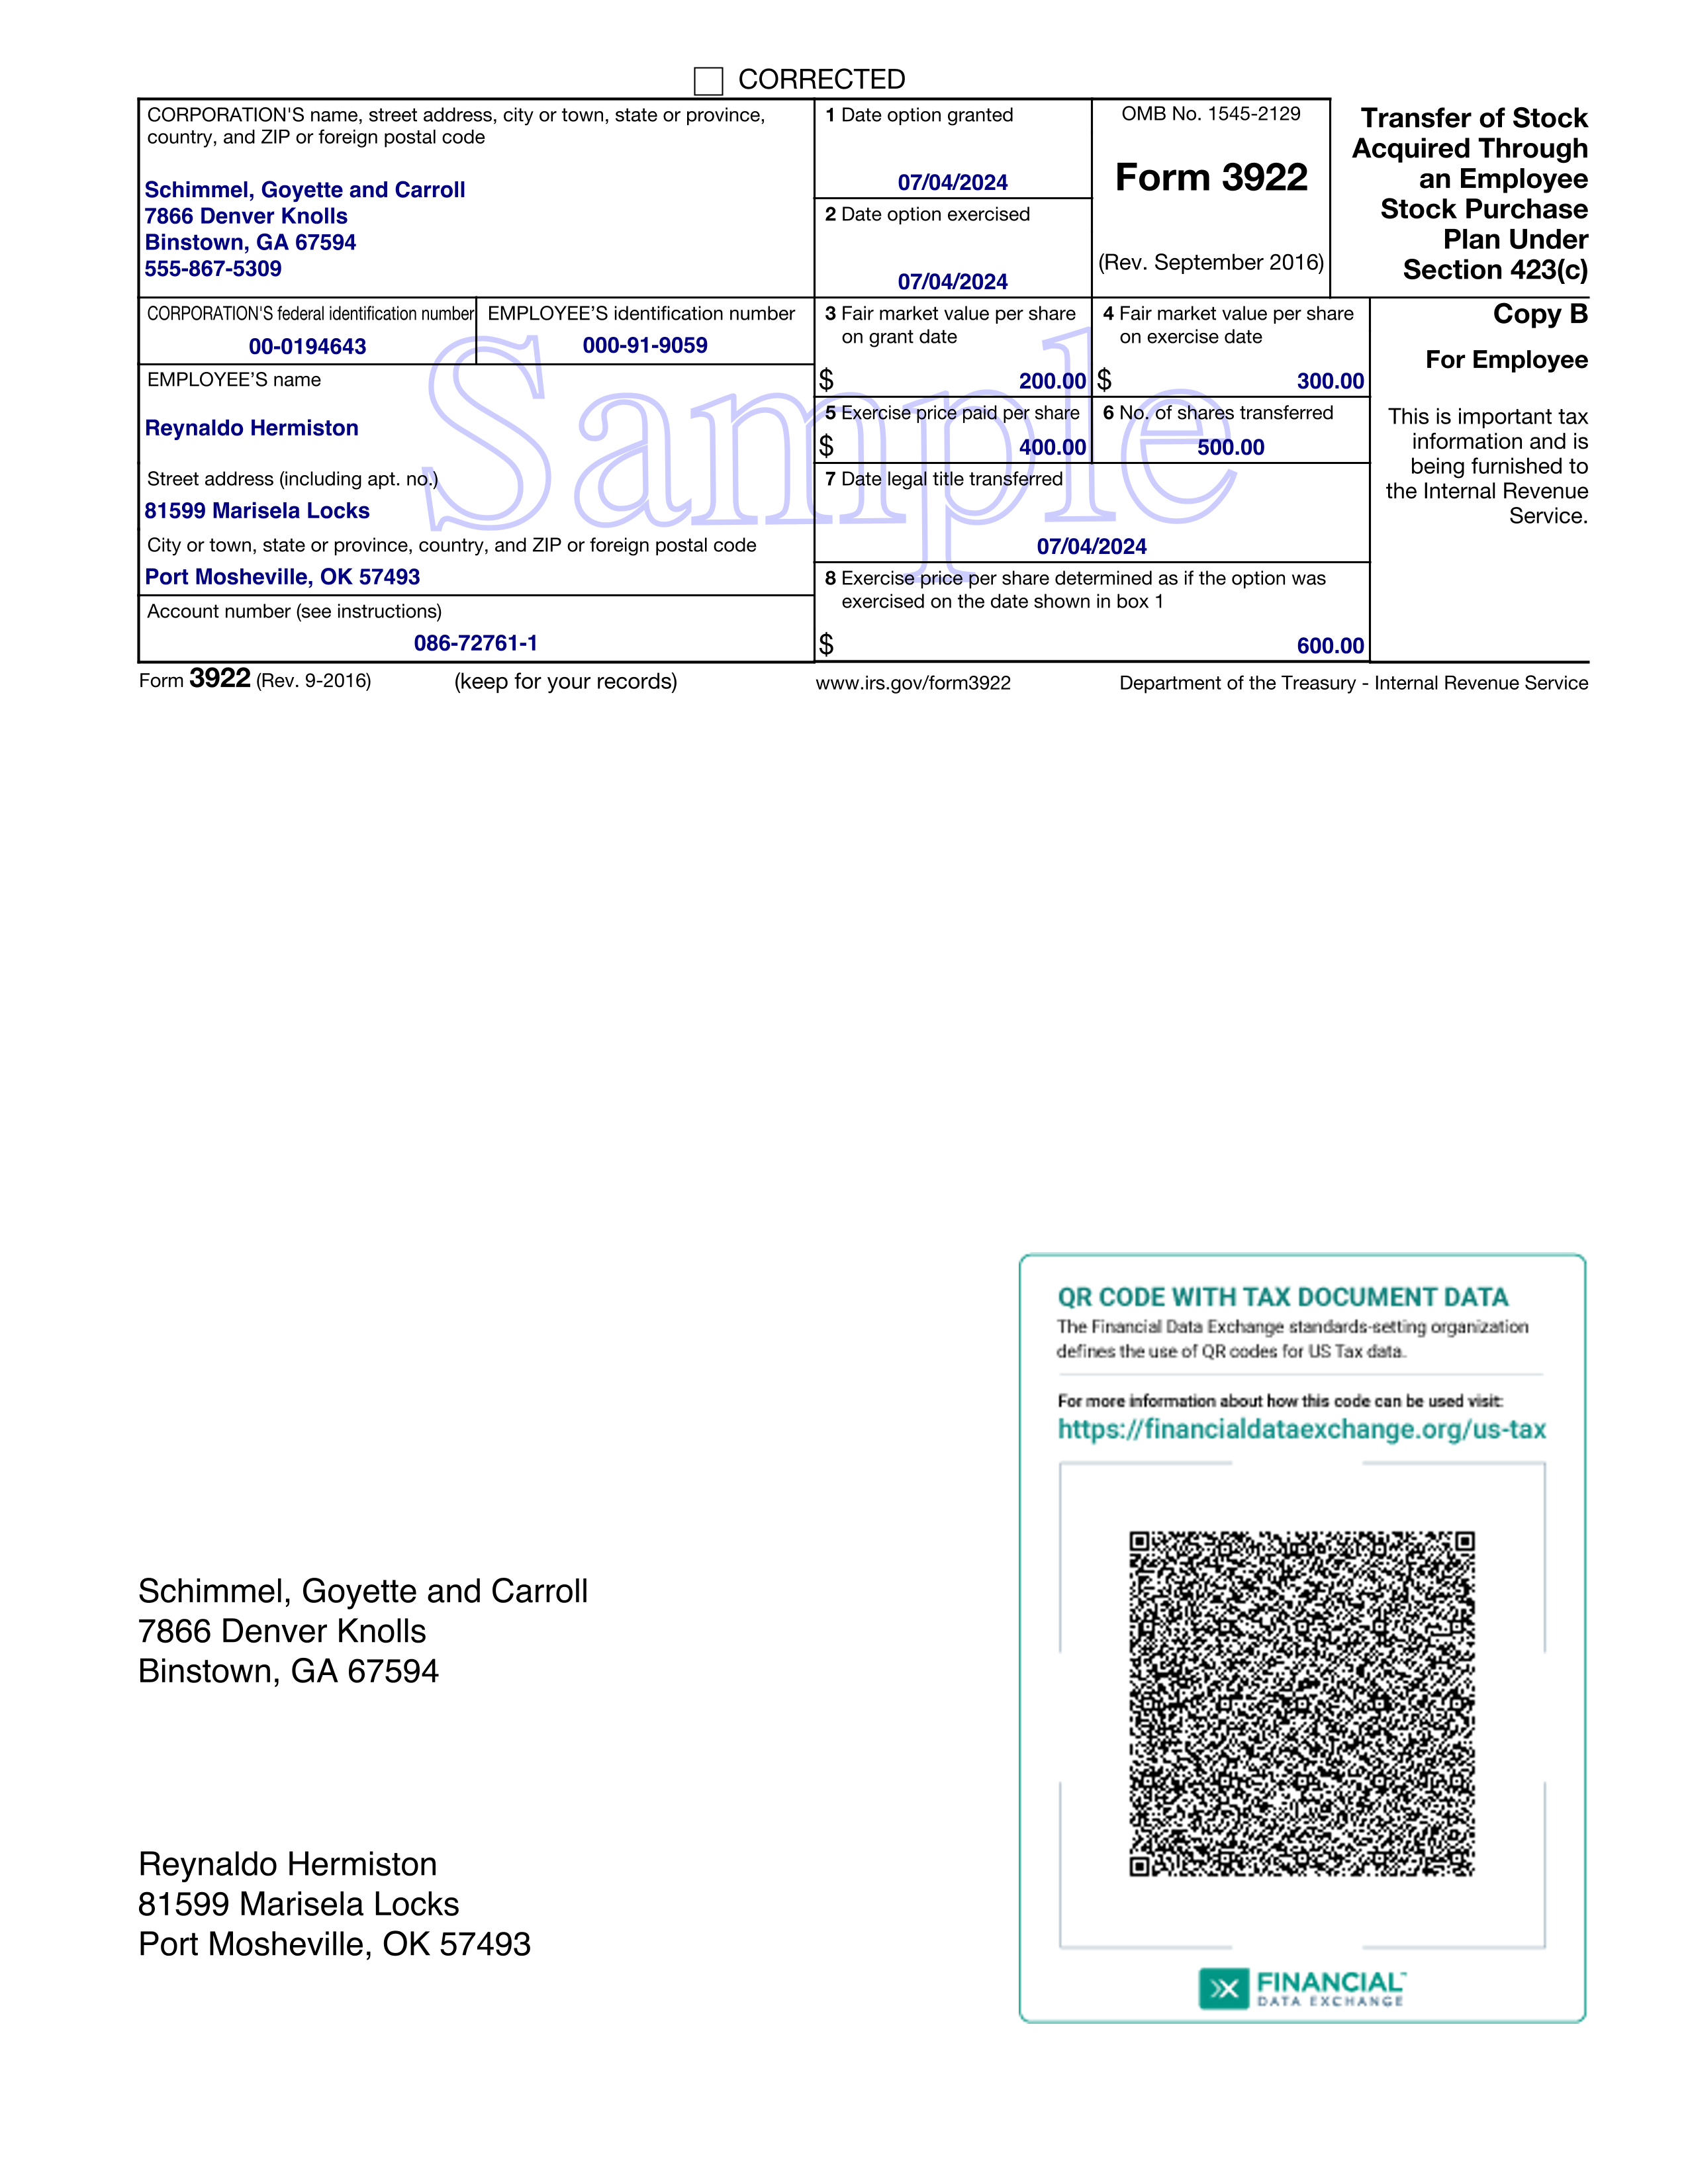 CORRECTED
CORPORATION'S name, street address, city or town, state or province,
country, and ZIP or foreign postal code
Schimmel, Goyette and Carroll
7866 Denver Knolls
Binstown, GA 67594
555-867-5309
1 Date option granted
07/04/2024
2 Date option exercised
07/04/2024
OMB No. 1545-2129
Form 3922
(Rev. September 2016)
Transfer of Stock
Acquired Through
an Employee
Stock Purchase
Plan Under
Section 423(c)
CORPORATION'S federal identification number
00-0194643
EMPLOYEE'S identification number
000-91-9059
3 Fair market value per share
on grant date
$ 200.00
4 Fair market value per share
on exercise date
$ 300.00
Copy B
For Employee
This is important tax
information and is
being furnished to
the Internal Revenue
Service.
EMPLOYEE'S name
Reynaldo Hermiston
5 Exercise price paid per share
$ 400.00
6 No. of shares transferred
500.00
Street address (including apt. no.)
81599 Marisela Locks
7 Date legal title transferred
07/04/2024
City or town, state or province, country, and ZIP or foreign postal code
Port Mosheville, OK 57493
8 Exercise price per share determined as if the option was
exercised on the date shown in box 1
$ 600.00
Account number (see instructions)
086-72761-1
Sample
Form 3922 (Rev. 9-2016) (keep for your records) www.irs.gov/form3922 Department of the Treasury - Internal Revenue Service
QR CODE WITH TAX DOCUMENT DATA
The Financial Data Exchange standards-setting organization
defines the use of QR codes for US Tax data.
For more information about how this code can be used visit:
https://financialdataexchange.org/us-tax
Schimmel, Goyette and Carroll
7866 Denver Knolls
Binstown, GA 67594
Reynaldo Hermiston
81599 Marisela Locks
Port Mosheville, OK 57493
FINANCIAL™
DATA EXCHANGE